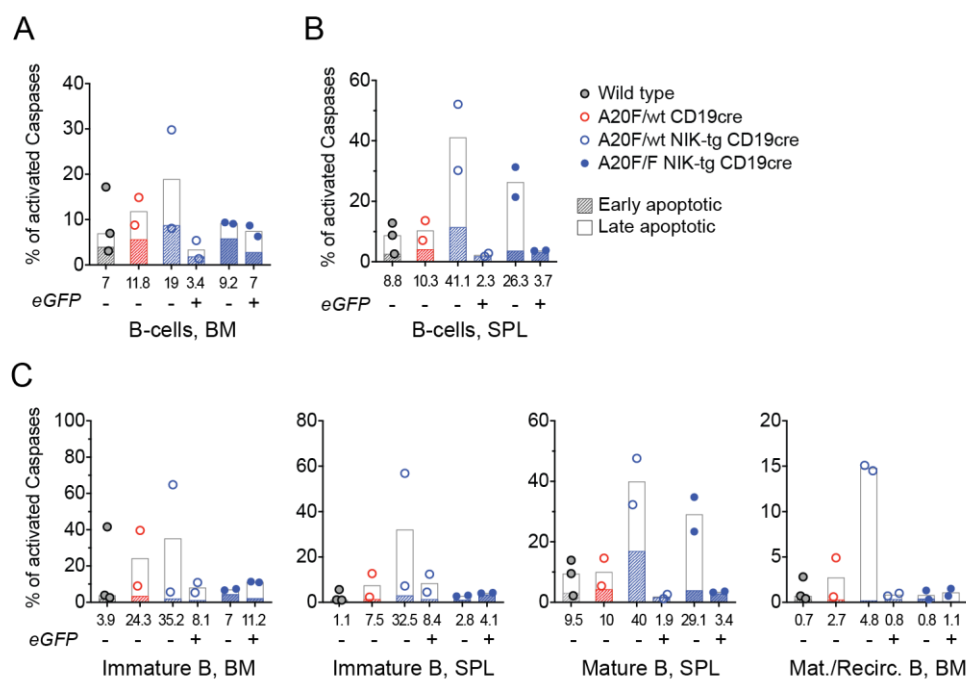 A
% of activated Caspases
40
30
20
10
0
7 11.8 19 3.4 9.2 7
eGFP - - - + - +
B-cells, BM
B
% of activated Caspases
60
40
20
0
8.8 10.3 41.1 2.3 26.3 3.7
eGFP - - - + - +
B-cells, SPL
Wild type
A20F/wt CD19cre
A20F/wt NIK-tg CD19cre
A20F/F NIK-tg CD19cre
Early apoptotic
Late apoptotic
C
% of activated Caspases
100
80
60
40
20
0
3.9 24.3 35.2 8.1 7 11.2
eGFP - - - + - +
Immature B, BM
80
60
40
20
0
1.1 7.5 32.5 8.4 2.8 4.1
- - - + - +
Immature B, SPL
60
40
20
0
9.5 10 40 1.9 29.1 3.4
- - - + - +
Mature B, SPL
20
15
10
5
0
0.7 2.7 4.8 0.8 0.8 1.1
- - - + - +
Mat./Recirc. B, BM